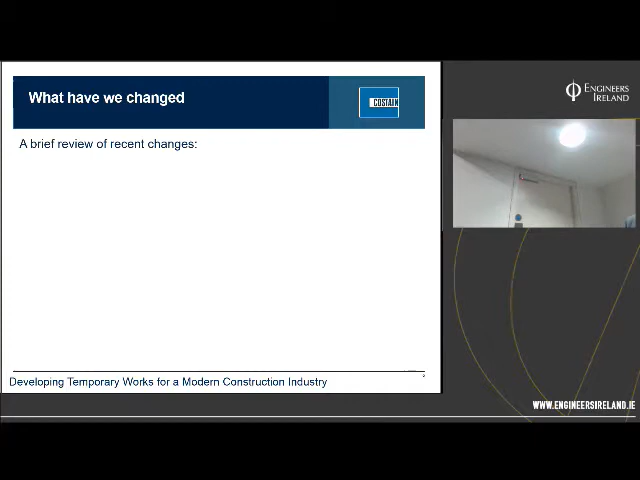 What have we changed
COSTAIN
A brief review of recent changes:
Developing Temporary Works for a Modern Construction Industry
ENGINEERS
IRELAND
WWW.ENGINEERSIRELAND.IE